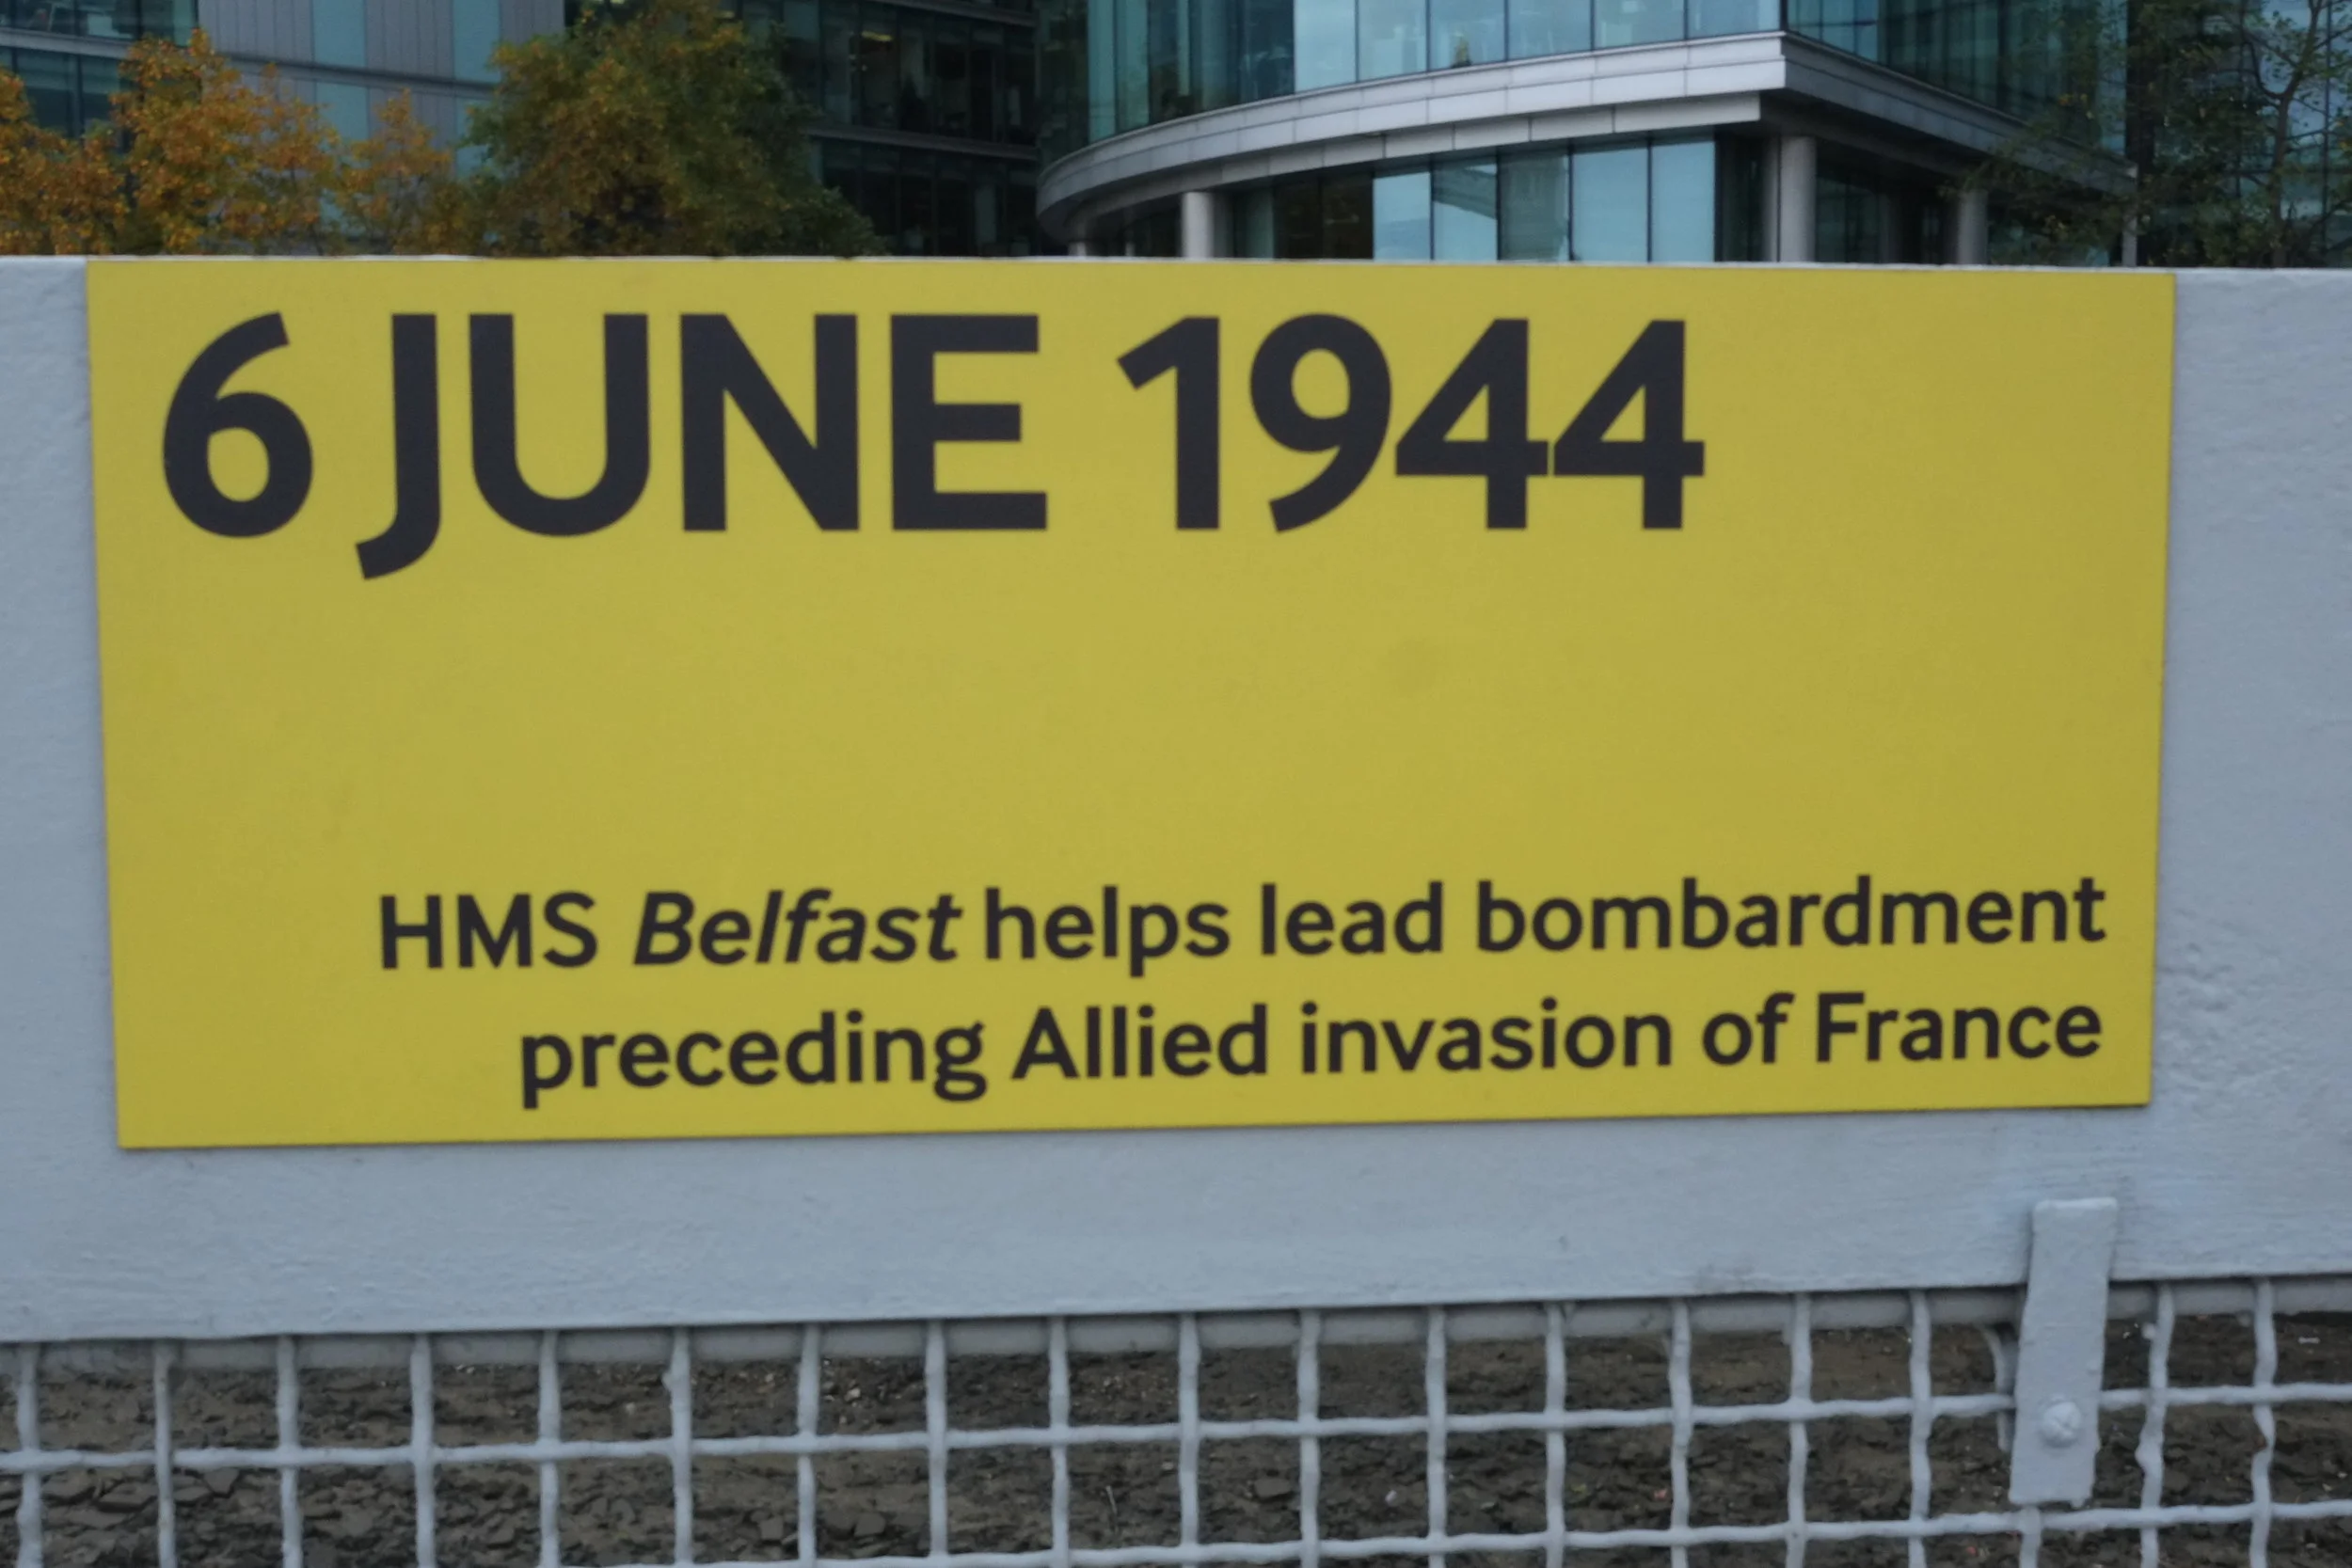 6 JUNE 1944
HMS Belfast helps lead bombardment
preceding Allied invasion of France